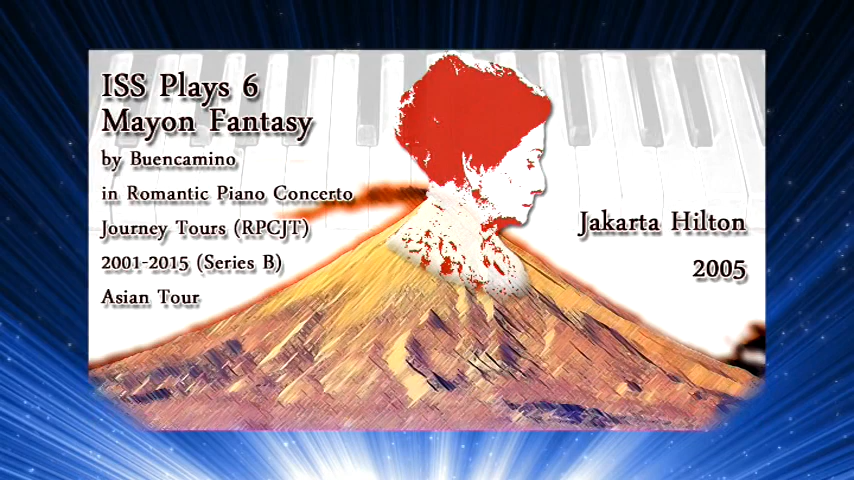 ISS Plays 6
Mayon Fantasy
by Buencamino
in Romantic Piano Concerto
Journey Tours (RPCJT)
2001-2015 (Series B)
Asian Tour
Jakarta Hilton
2005